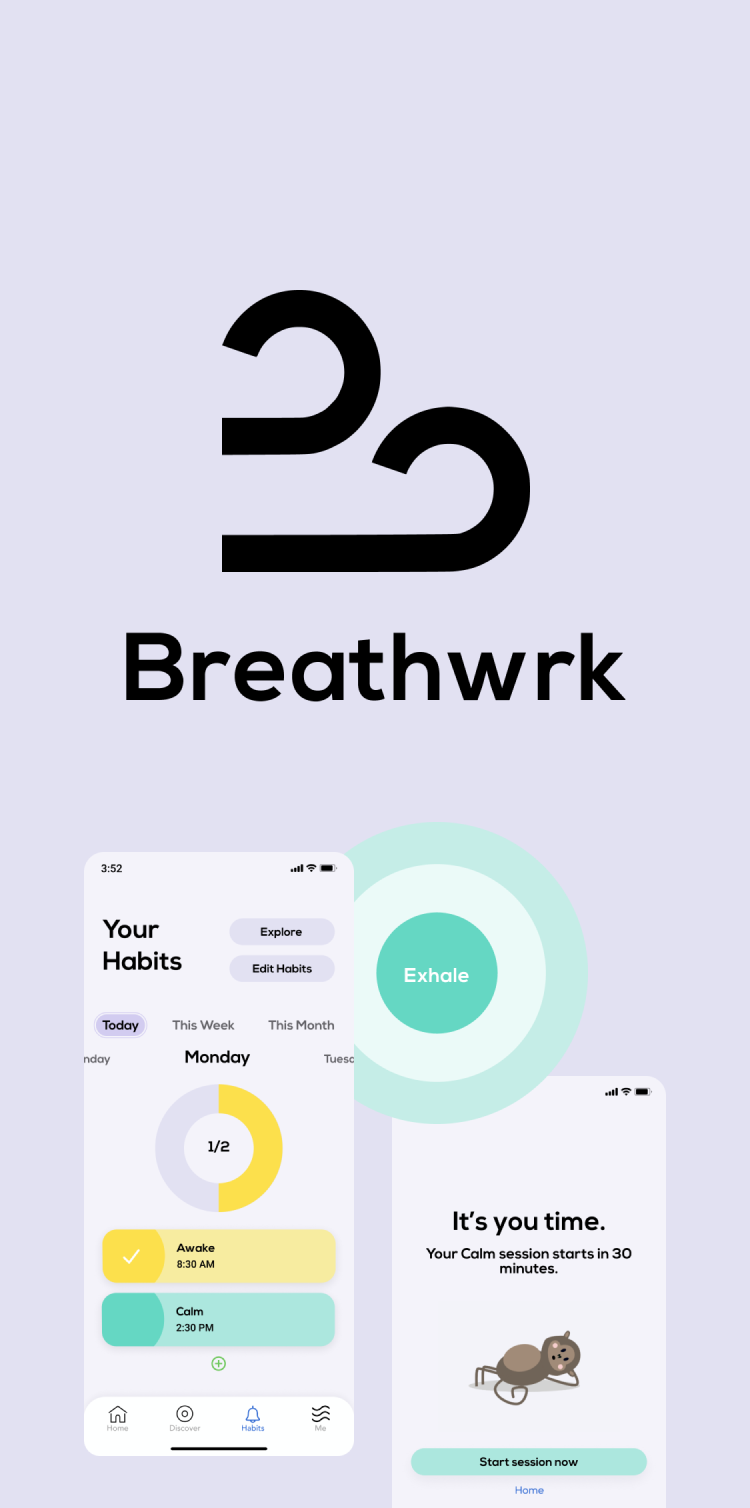 Breathwrk
3:52
Your
Habits
Explore
Edit Habits
Today
This Week
This Month
nday
Monday
Tuesd
1/2
Awake
8:30 AM
Calm
2:30 PM
Home
Discover
Habits
Me
Exhale
It's you time.
Your Calm session starts in 30
minutes.
Start session now
Home